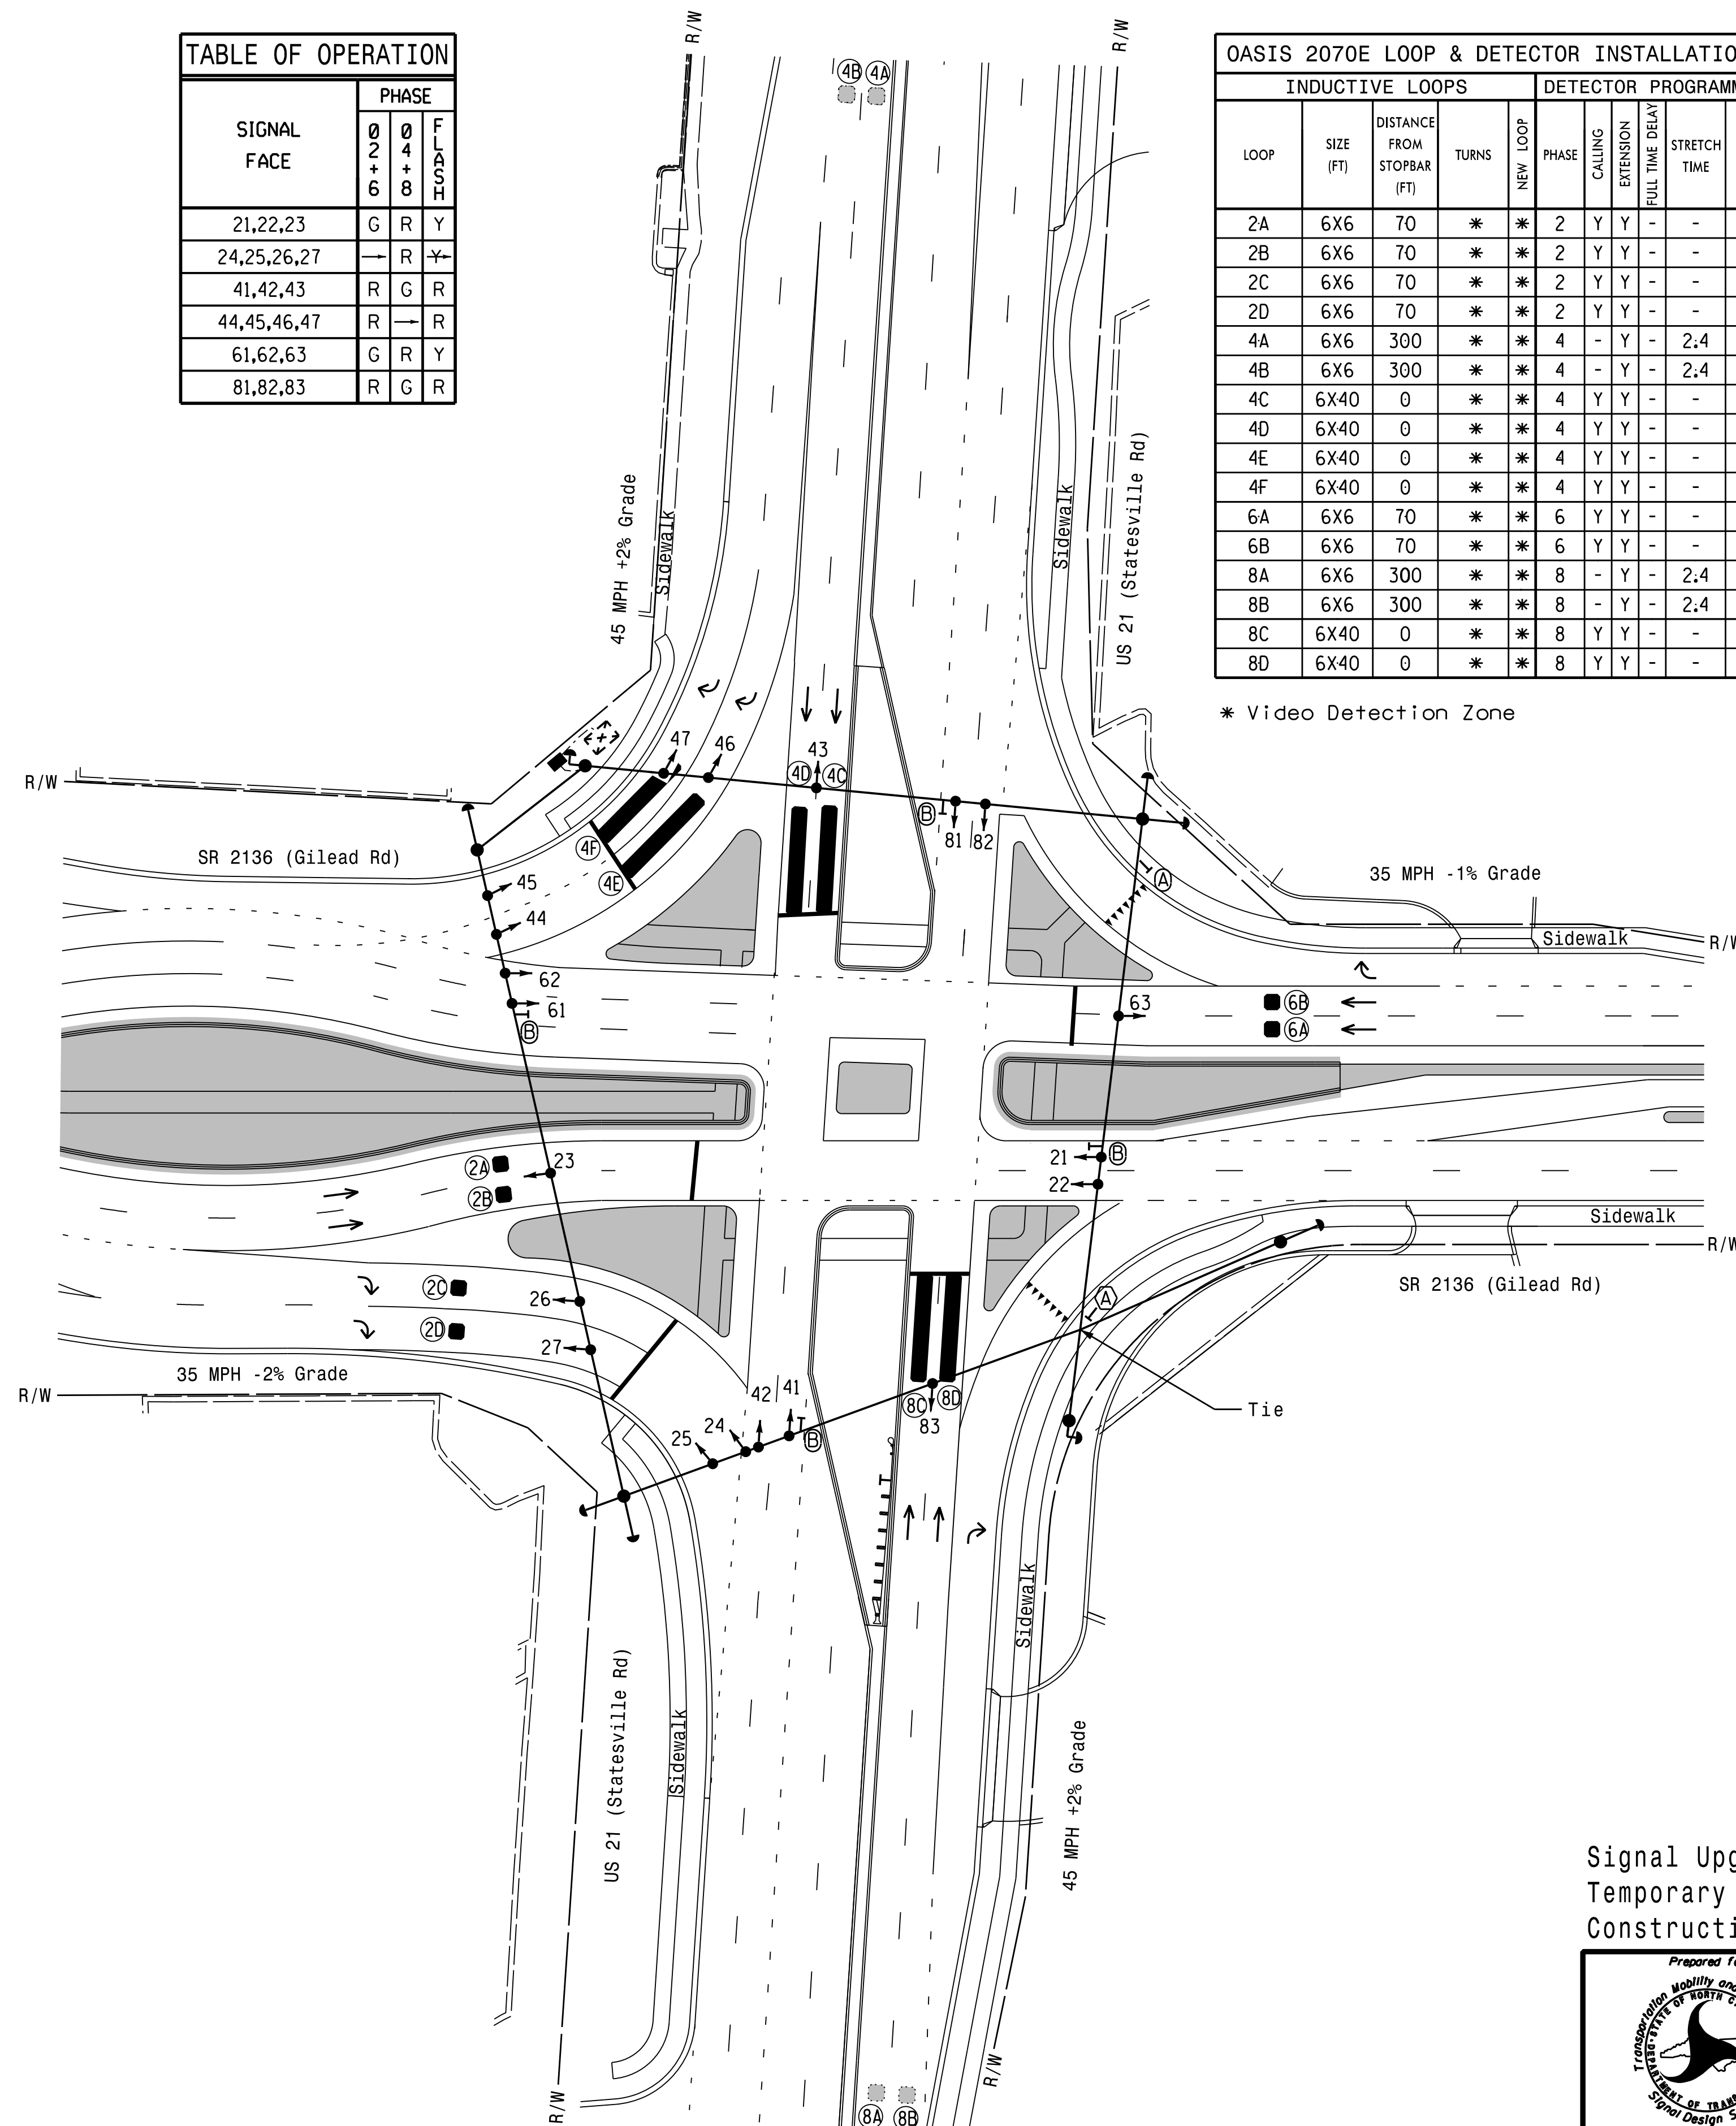 TABLE OF OPERATION
SIGNAL FACE
PHASE
Ø2+6 Ø4+8 FLASH
21,22,23 G R Y
24,25,26,27 → R Y→
41,42,43 R G R
44,45,46,47 R → R
61,62,63 G R Y
81,82,83 R G R
OASIS 2070E LOOP & DETECTOR
INDUCTIVE LOOPS DETECTOR
LOOP SIZE (FT) DISTANCE FROM STOPBAR (FT) TURNS NEW LOOP PHASE CALLING EXTENSION FULL TIME DELAY STRETCH TIME
2A 6X6 70 * * 2 Y Y - -
2B 6X6 70 * * 2 Y Y - -
2C 6X6 70 * * 2 Y Y - -
2D 6X6 70 * * 2 Y Y - -
4A 6X6 300 * * 4 - Y - 2.4
4B 6X6 300 * * 4 - Y - 2.4
4C 6X40 0 * * 4 Y Y - -
4D 6X40 0 * * 4 Y Y - -
4E 6X40 0 * * 4 Y Y - -
4F 6X40 0 * * 4 Y Y - -
6A 6X6 70 * * 6 Y Y - -
6B 6X6 70 * * 6 Y Y - -
8A 6X6 300 * * 8 - Y - 2.4
8B 6X6 300 * * 8 - Y - 2.4
8C 6X40 0 * * 8 Y Y - -
8D 6X40 0 * * 8 Y Y - -
* Video Detection Zone
R/W
R/W
4B 4A
45 MPH +2% Grade
Sidewalk
Sidewalk
US 21 (Statesville Rd)
47
46
43
4D 4C
B
81 82
R/W
SR 2136 (Gilead Rd)
4F
4E
45
44
62
61
B
A
35 MPH -1% Grade
Sidewalk
R/W
63
6B
6A
2A
2B
23
21
B
22
Sidewalk
R/W
SR 2136 (Gilead Rd)
2C
2D
26
27
A
35 MPH -2% Grade
R/W
42 41
24
25
B
8C 8D
83
Tie
US 21 (Statesville Rd)
Sidewalk
Sidewalk
45 MPH +2% Grade
R/W
R/W
8A 8B
Signal
Temporary
Prepared
Transportation Mobility
STATE OF NORTH
DEPARTMENT OF
Signal Design